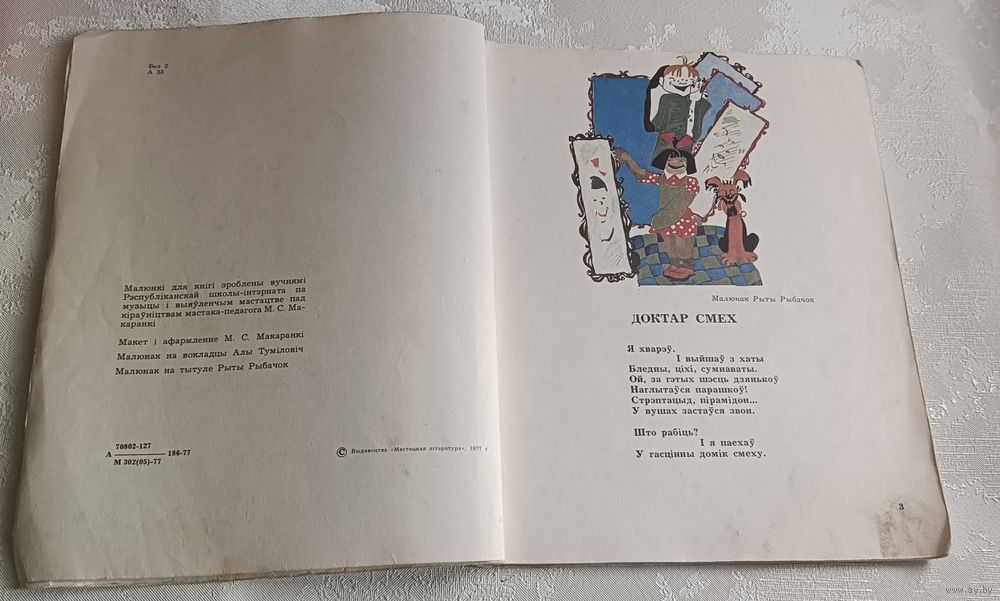 Бел 2
А 23
Малюнкі для кнігі зроблены вучнямі
Рэспубліканскай школы-інтэрната па
музыцы і выяўленчым мастацтве пад
кіраўніцтвам мастака-педагога М. С. Ма-
каранкі
Макет і афармленне М. С. Макаранкі
Малюнак на вокладцы Алы Туміловіч
Малюнак на тытуле Рыты Рыбачок
70802-127
А 186-77
М 302(05)-77
© Выдавецтва «Мастацкая літаратура», 1977 г
Малюнак Рыты Рыбачок
ДОКТАР СМЕХ
Я хварэў.
І выйшаў з хаты
Бледны, ціхі, сумнаваты.
Ой, за гэтых шэсць дзянькоў
Наглытаўся парашкоў!
Стрэптацыд, пірамідон...
У вушах застаўся звон.
Што рабіць?
І я паехаў
У гасцінны домік смеху.
3
www.av.by